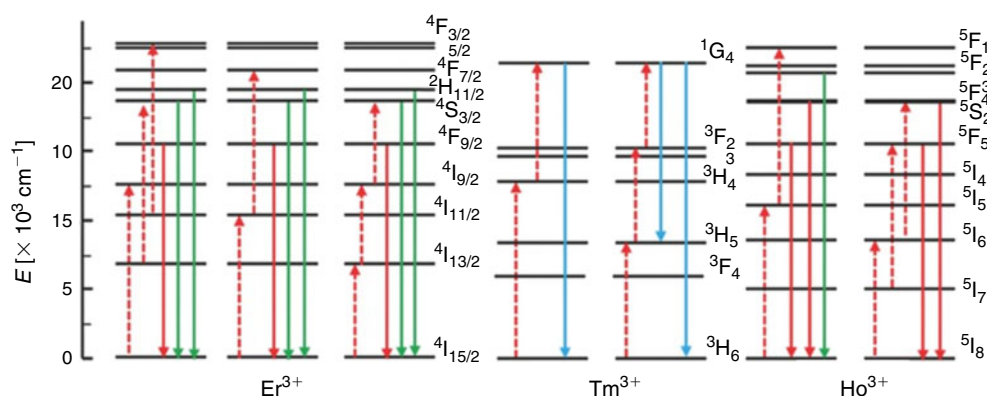 E [× 10³ cm⁻¹]
20
10
15
5
0
⁴F₃/₂
₅/₂
⁴F₇/₂
²H₁₁/₂
⁴S₃/₂
⁴F₉/₂
⁴I₉/₂
⁴I₁₁/₂
⁴I₁₃/₂
⁴I₁₅/₂
Er³⁺
¹G₄
³F₂
³
³H₄
³H₅
³F₄
³H₆
Tm³⁺
⁵F₁
⁵F₂
⁵F³₄
⁵S₂
⁵F₅
⁵I₄
⁵I₅
⁵I₆
⁵I₇
⁵I₈
Ho³⁺